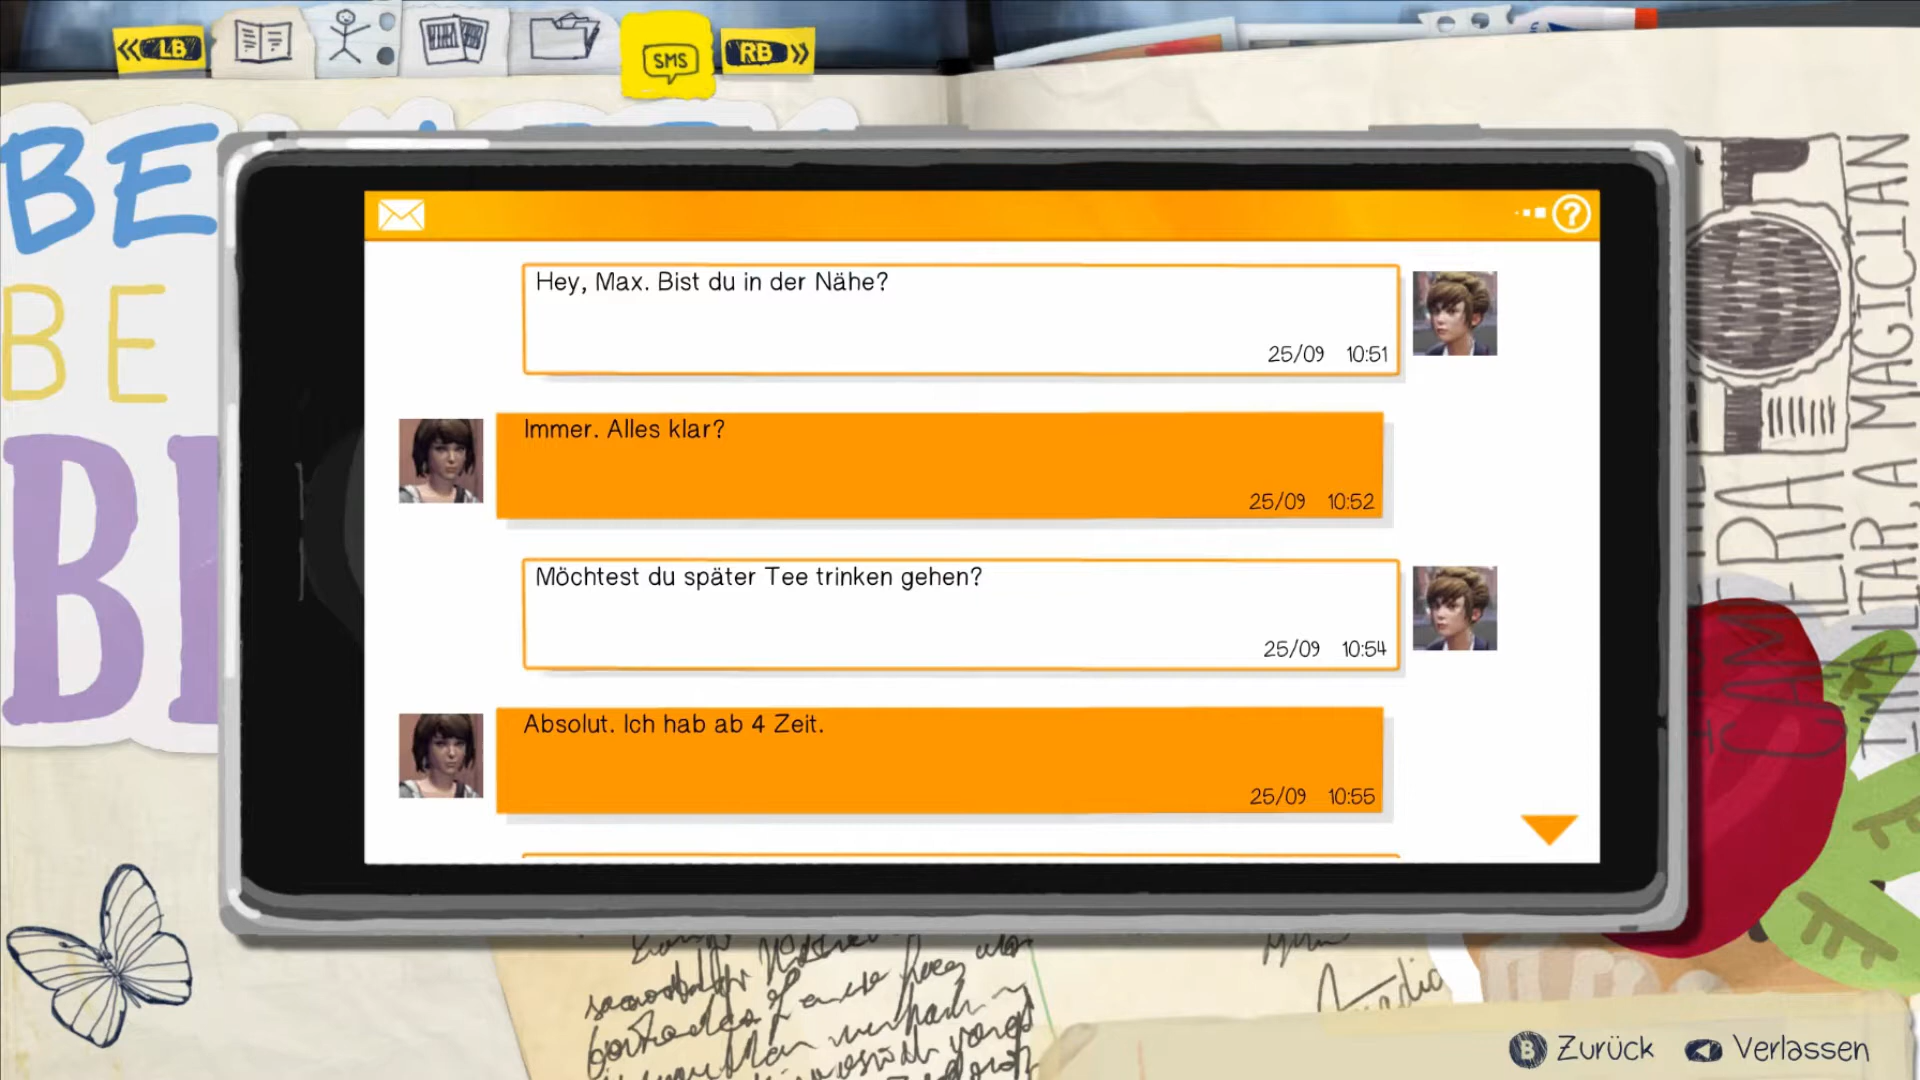 LB
SMS
RB
BE
BE
Hey, Max. Bist du in der Nähe?
25/09 10:51
Immer. Alles klar?
25/09 10:52
Möchtest du später Tee trinken gehen?
25/09 10:54
Absolut. Ich hab ab 4 Zeit.
25/09 10:55
?
CAMERA
A MAGICIAN
B Zurück
Verlassen